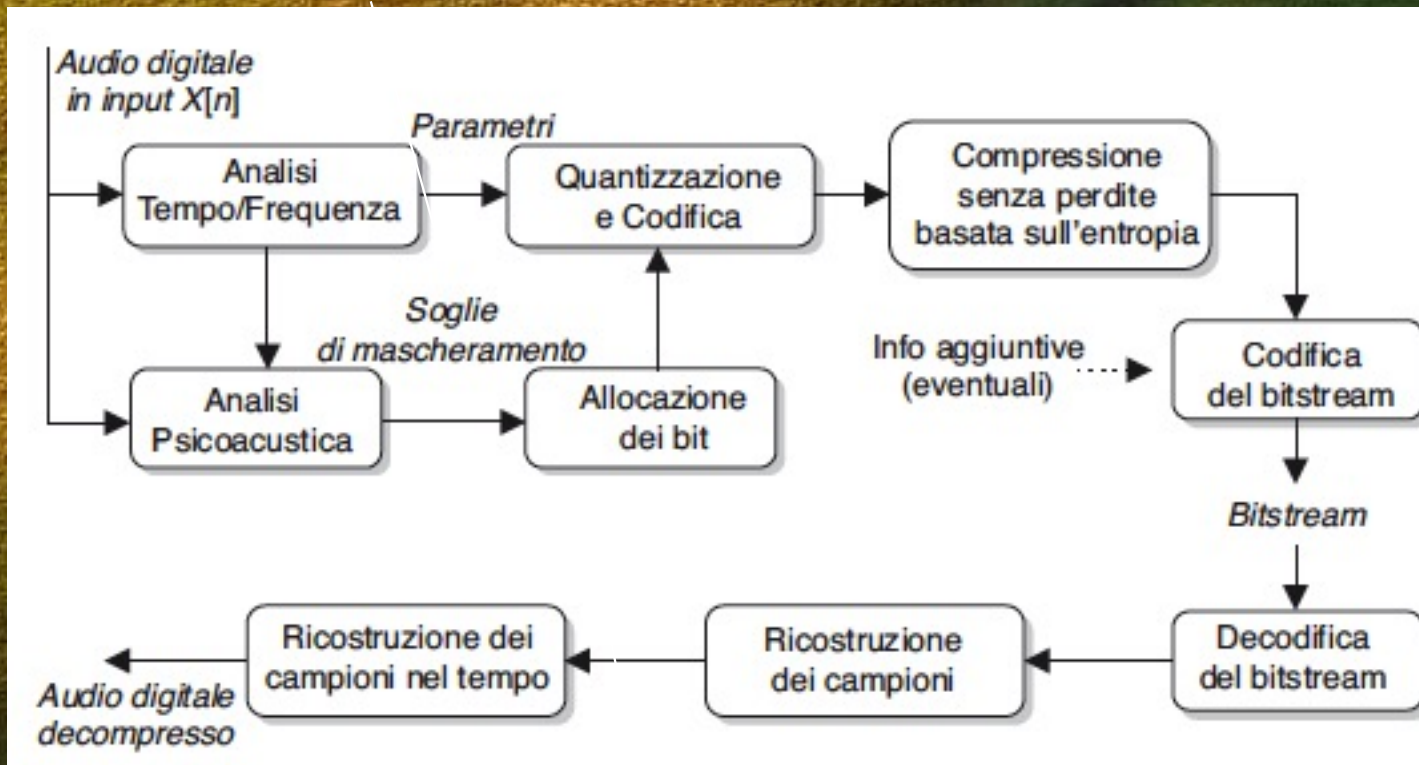 Audio digitale
in input X[n]
Parametri
Analisi
Tempo/Frequenza
Quantizzazione
e Codifica
Compressione
senza perdite
basata sull'entropia
Soglie
di mascheramento
Info aggiuntive
(eventuali)
Codifica
del bitstream
Analisi
Psicoacustica
Allocazione
dei bit
Bitstream
Decodifica
del bitstream
Ricostruzione
dei campioni
Ricostruzione dei
campioni nel tempo
Audio digitale
decompresso